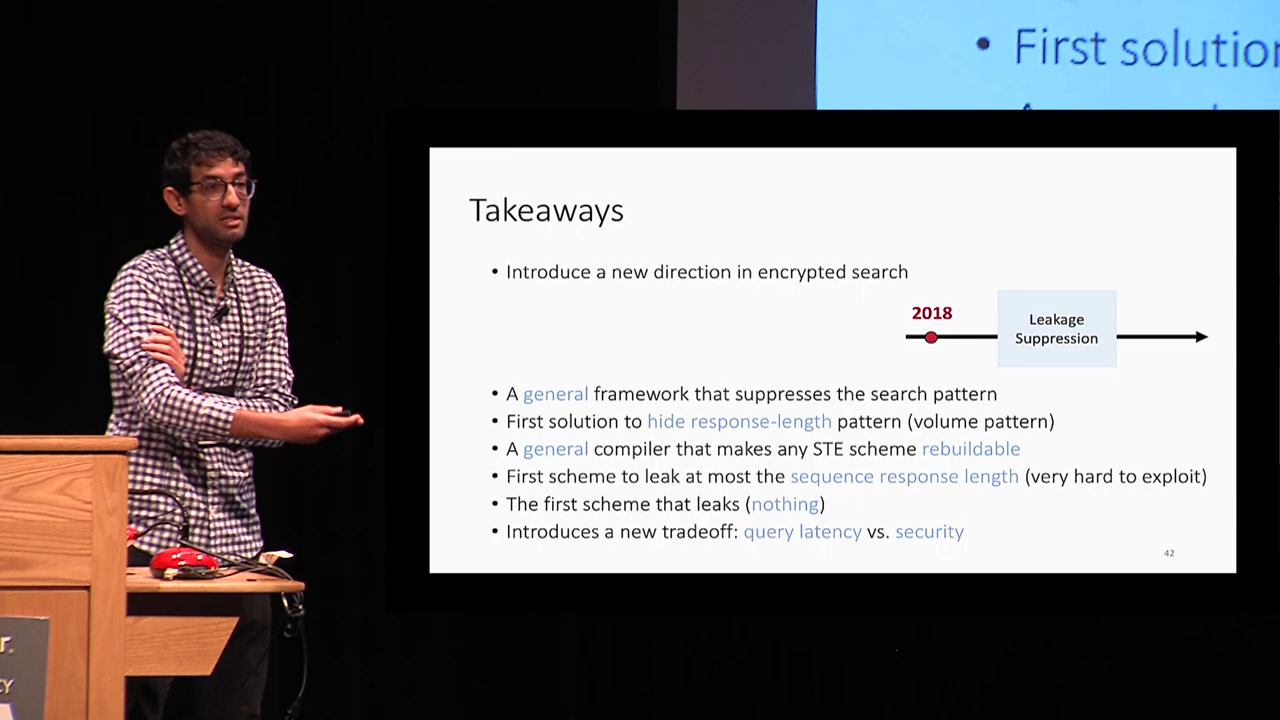 • First solution
Takeaways
• Introduce a new direction in encrypted search
2018
Leakage
Suppression
• A general framework that suppresses the search pattern
• First solution to hide response-length pattern (volume pattern)
• A general compiler that makes any STE scheme rebuildable
• First scheme to leak at most the sequence response length (very hard to exploit)
• The first scheme that leaks (nothing)
• Introduces a new tradeoff: query latency vs. security
42
r.
CY